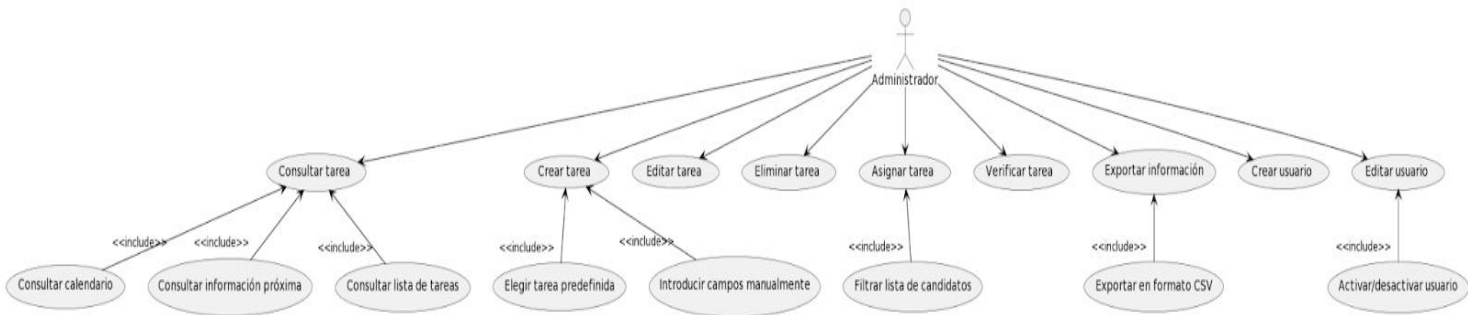 Administrador
Consultar tarea
Crear tarea
Editar tarea
Eliminar tarea
Asignar tarea
Verificar tarea
Exportar información
Crear usuario
Editar usuario
<<include>>
<<include>>
<<include>>
<<include>>
<<include>>
<<include>>
<<include>>
<<include>>
Consultar calendario
Consultar información próxima
Consultar lista de tareas
Elegir tarea predefinida
Introducir campos manualmente
Filtrar lista de candidatos
Exportar en formato CSV
Activar/desactivar usuario